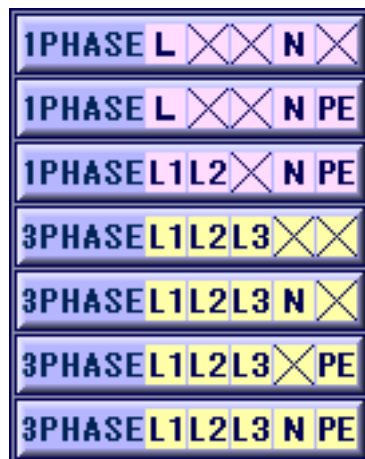 1PHASE L N
1PHASE L N PE
1PHASE L1 L2 N PE
3PHASE L1 L2 L3
3PHASE L1 L2 L3 N
3PHASE L1 L2 L3 PE
3PHASE L1 L2 L3 N PE